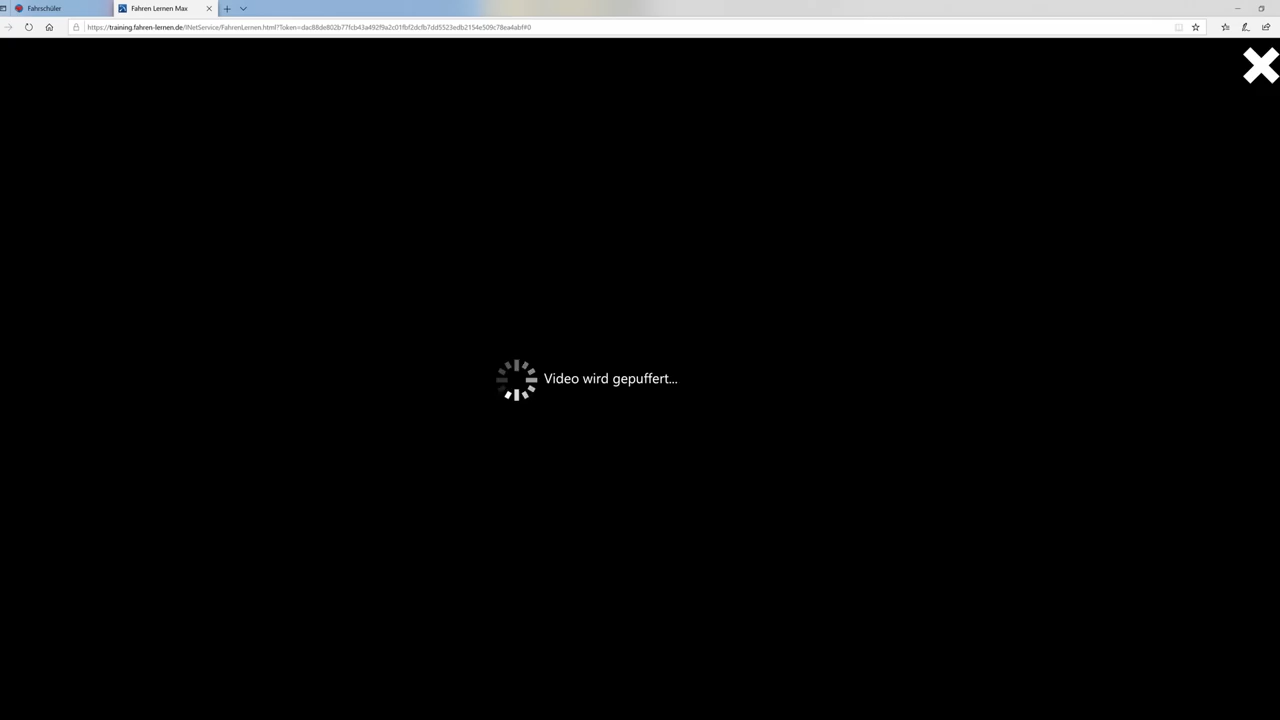 Fahrschüler
Fahren Lernen Max
https://training.fahren-lernen.de/INetService/FahrenLernen.html?Token=dac88de802b77fcb43a492f9a2c01fbf2dcfb7dd5523edb2154e509c78ea4abf#0
Video wird gepuffert...